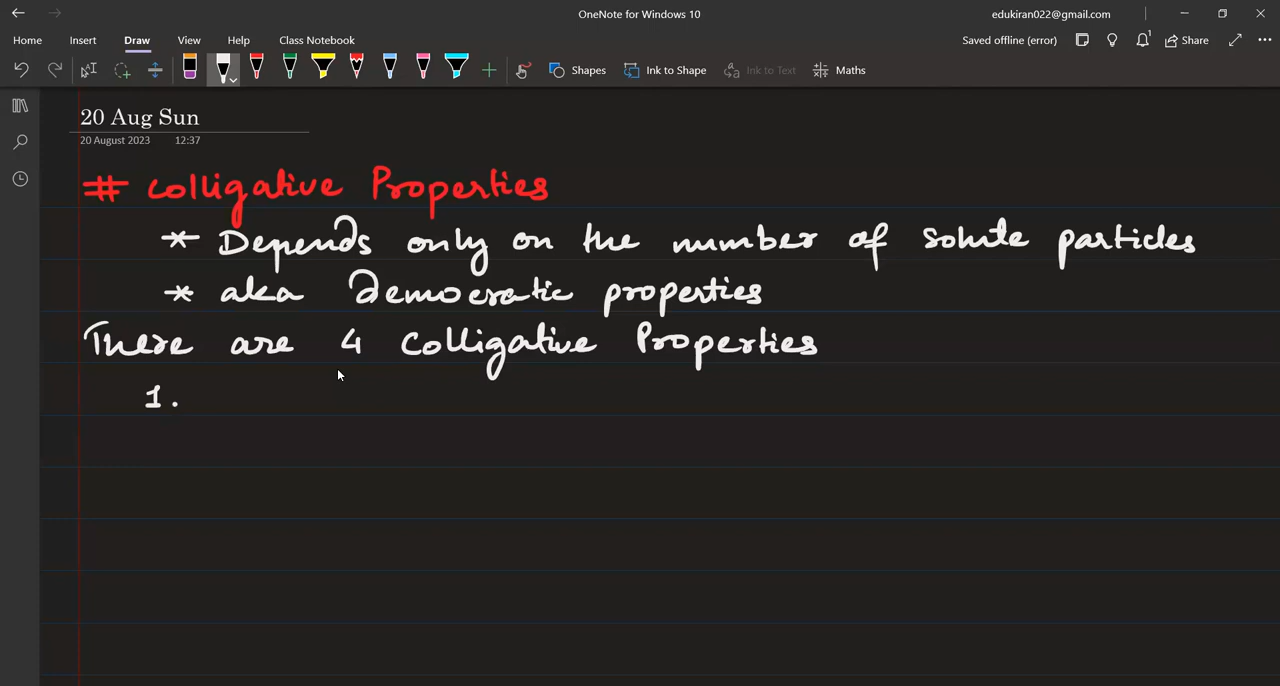 OneNote for Windows 10
edukiran022@gmail.com
Home Insert Draw View Help Class Notebook
Saved offline (error) Share
Shapes Ink to Shape Ink to Text Maths
20 Aug Sun
20 August 2023 12:37
# Colligative Properties
* Depends only on the number of solute particles
* aka Democratic properties
There are 4 Colligative Properties
1.